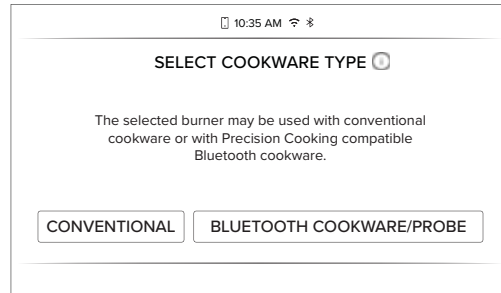 10:35 AM
SELECT COOKWARE TYPE
The selected burner may be used with conventional
cookware or with Precision Cooking compatible
Bluetooth cookware.
CONVENTIONAL
BLUETOOTH COOKWARE/PROBE